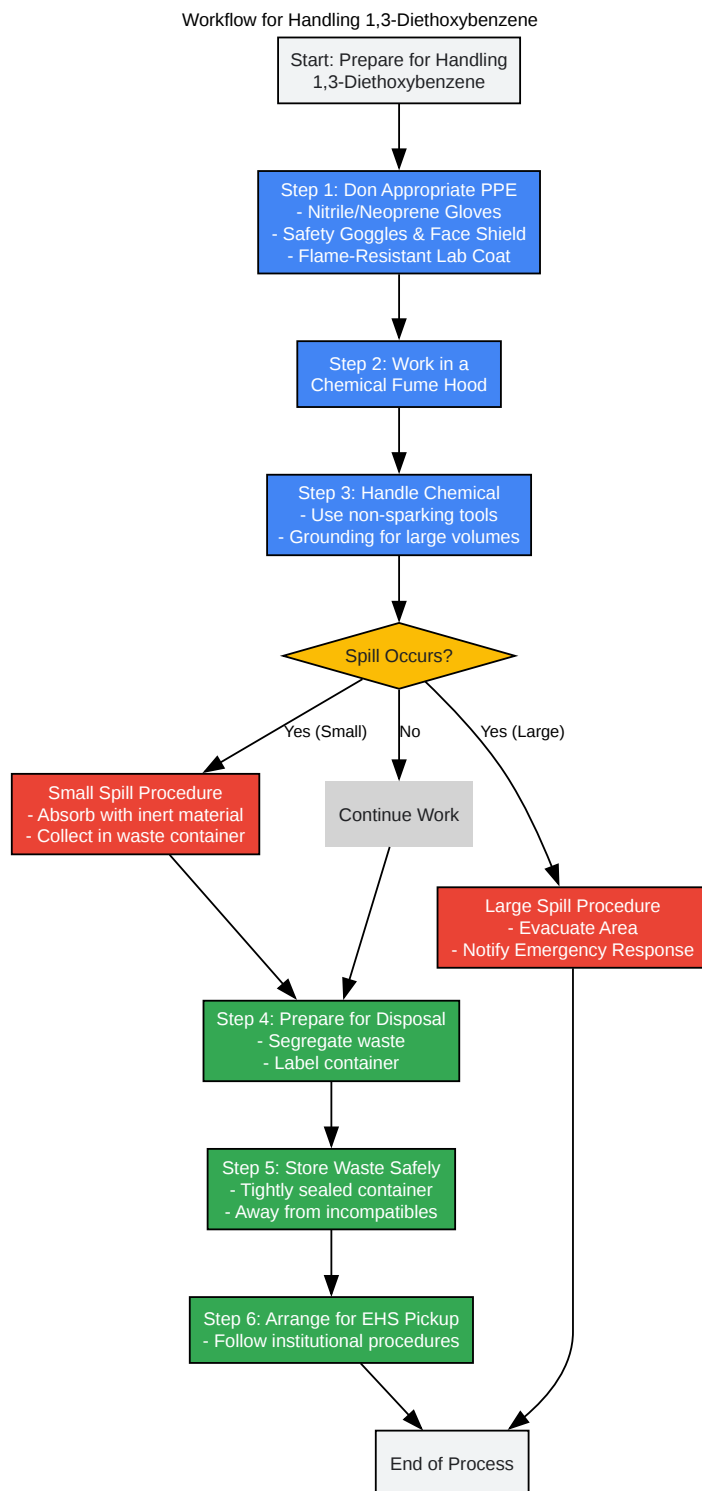 Workflow for Handling 1,3-Diethoxybenzene
Start: Prepare for Handling
1,3-Diethoxybenzene
Step 1: Don Appropriate PPE
- Nitrile/Neoprene Gloves
- Safety Goggles & Face Shield
- Flame-Resistant Lab Coat
Step 2: Work in a
Chemical Fume Hood
Step 3: Handle Chemical
- Use non-sparking tools
- Grounding for large volumes
Spill Occurs?
Yes (Small)
No
Yes (Large)
Small Spill Procedure
- Absorb with inert material
- Collect in waste container
Continue Work
Large Spill Procedure
- Evacuate Area
- Notify Emergency Response
Step 4: Prepare for Disposal
- Segregate waste
- Label container
Step 5: Store Waste Safely
- Tightly sealed container
- Away from incompatibles
Step 6: Arrange for EHS Pickup
- Follow institutional procedures
End of Process